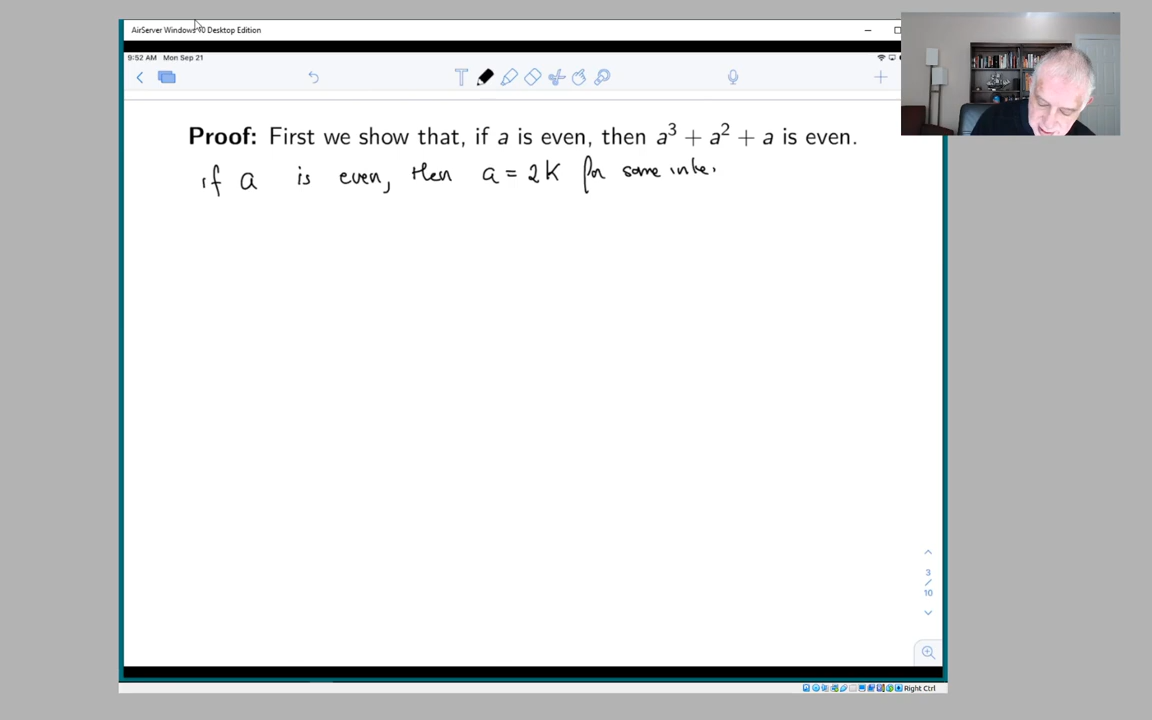 AirServer Windows 10 Desktop Edition
9:52 AM Mon Sep 21
Proof: First we show that, if a is even, then a³ + a² + a is even.
if a is even, then a = 2K for some inte
3
/
10
Right Ctrl